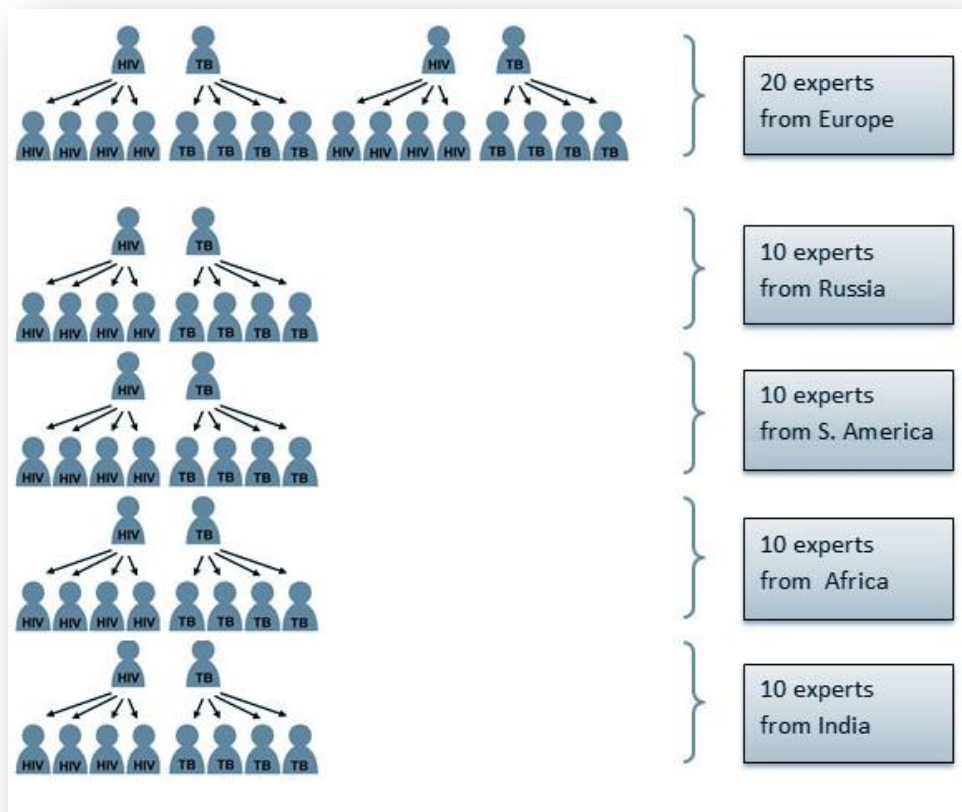 HIV TB HIV TB
HIV HIV HIV HIV TB TB TB TB HIV HIV HIV HIV TB TB TB TB
20 experts
from Europe
HIV TB
HIV HIV HIV HIV TB TB TB TB
10 experts
from Russia
HIV TB
HIV HIV HIV HIV TB TB TB TB
10 experts
from S. America
HIV TB
HIV HIV HIV HIV TB TB TB TB
10 experts
from Africa
HIV TB
HIV HIV HIV HIV TB TB TB TB
10 experts
from India